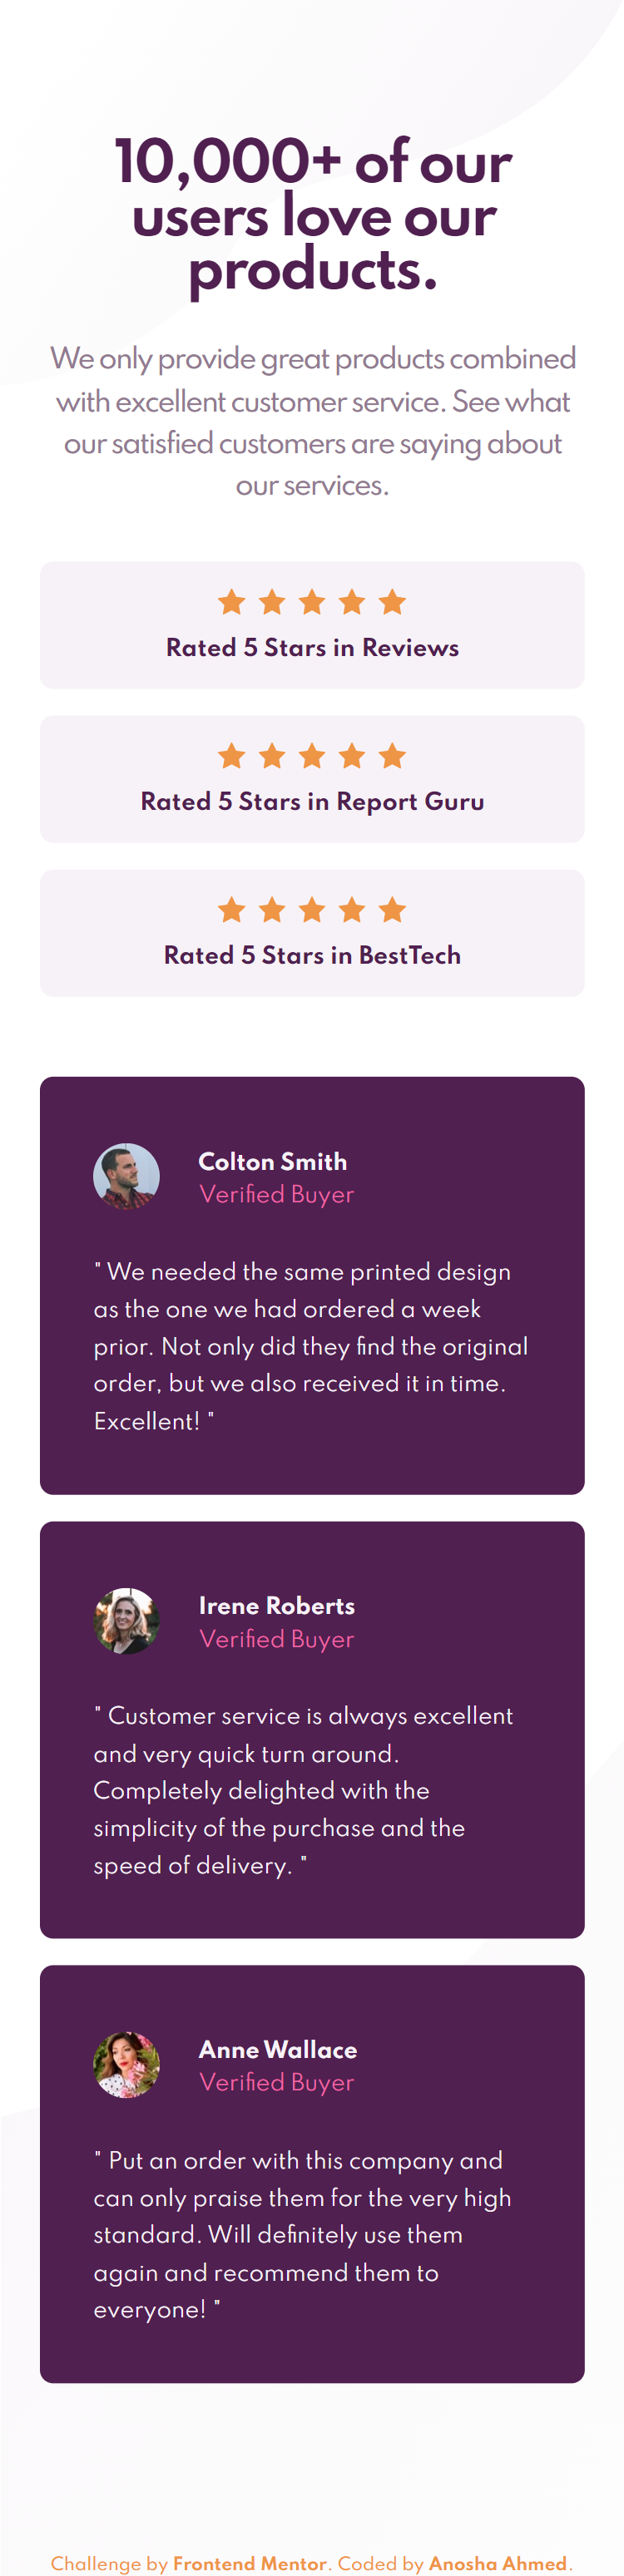 10,000+ of our
users love our
products.
We only provide great products combined
with excellent customer service. See what
our satisfied customers are saying about
our services.
Rated 5 Stars in Reviews
Rated 5 Stars in Report Guru
Rated 5 Stars in BestTech
Colton Smith
Verified Buyer
" We needed the same printed design
as the one we had ordered a week
prior. Not only did they find the original
order, but we also received it in time.
Excellent! "
Irene Roberts
Verified Buyer
" Customer service is always excellent
and very quick turn around.
Completely delighted with the
simplicity of the purchase and the
speed of delivery. "
Anne Wallace
Verified Buyer
" Put an order with this company and
can only praise them for the very high
standard. Will definitely use them
again and recommend them to
everyone! "
Challenge by Frontend Mentor. Coded by Anosha Ahmed.